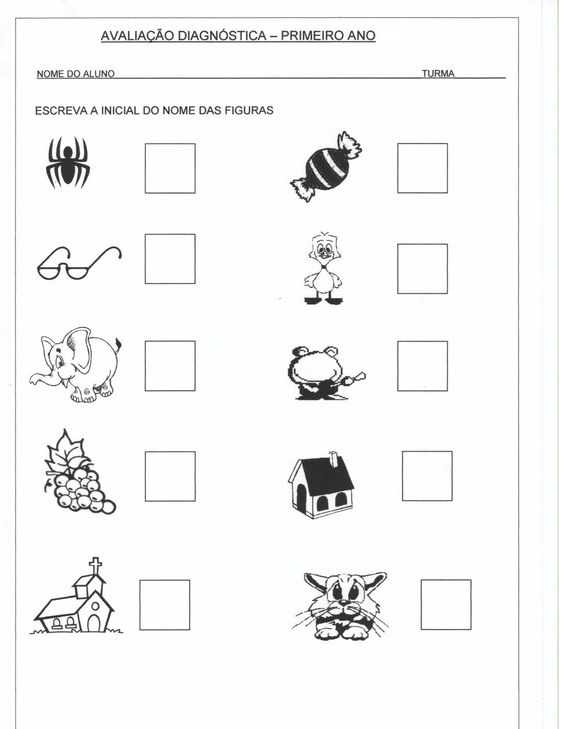 AVALIAÇÃO DIAGNÓSTICA – PRIMEIRO ANO
NOME DO ALUNO TURMA
ESCREVA A INICIAL DO NOME DAS FIGURAS